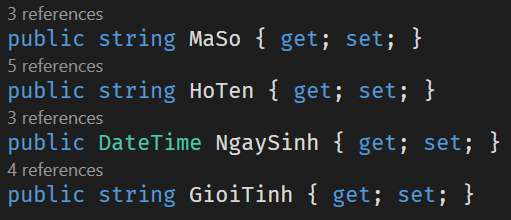 3 references
public string MaSo { get; set; }
5 references
public string HoTen { get; set; }
3 references
public DateTime NgaySinh { get; set; }
4 references
public string GioiTinh { get; set; }